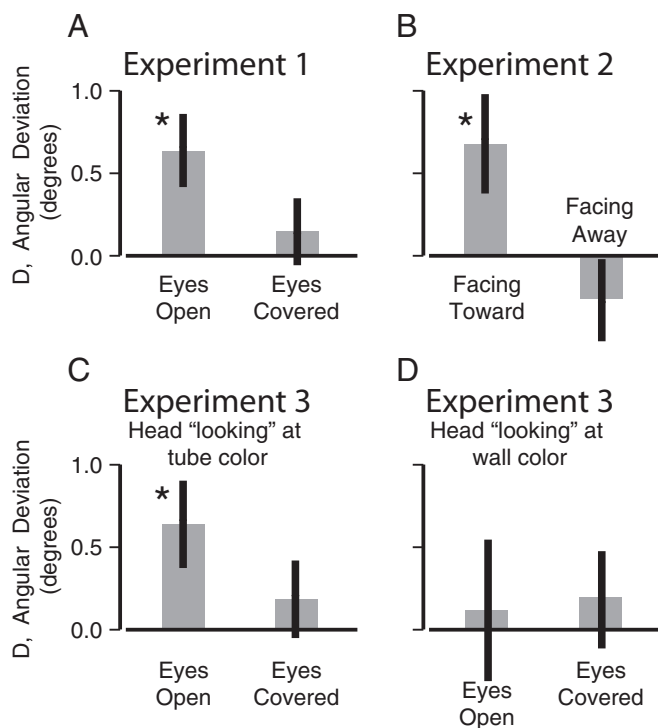 A
Experiment 1
D, Angular Deviation
(degrees)
1.0
0.5
0.0
*
Eyes
Open
Eyes
Covered
B
Experiment 2
*
Facing
Toward
Facing
Away
C
Experiment 3
Head “looking” at
tube color
D, Angular Deviation
(degrees)
1.0
0.5
0.0
*
Eyes
Open
Eyes
Covered
D
Experiment 3
Head “looking” at
wall color
Eyes
Open
Eyes
Covered